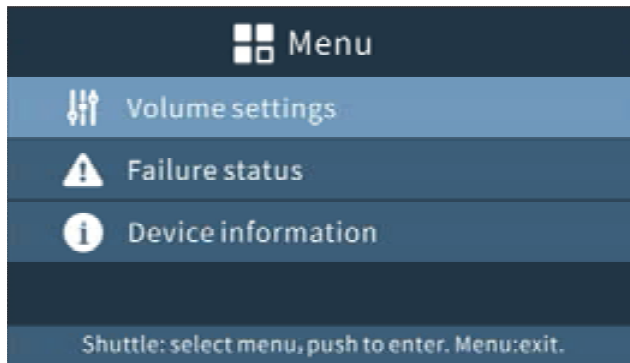 Menu
Volume settings
Failure status
Device information
Shuttle: select menu, push to enter. Menu:exit.